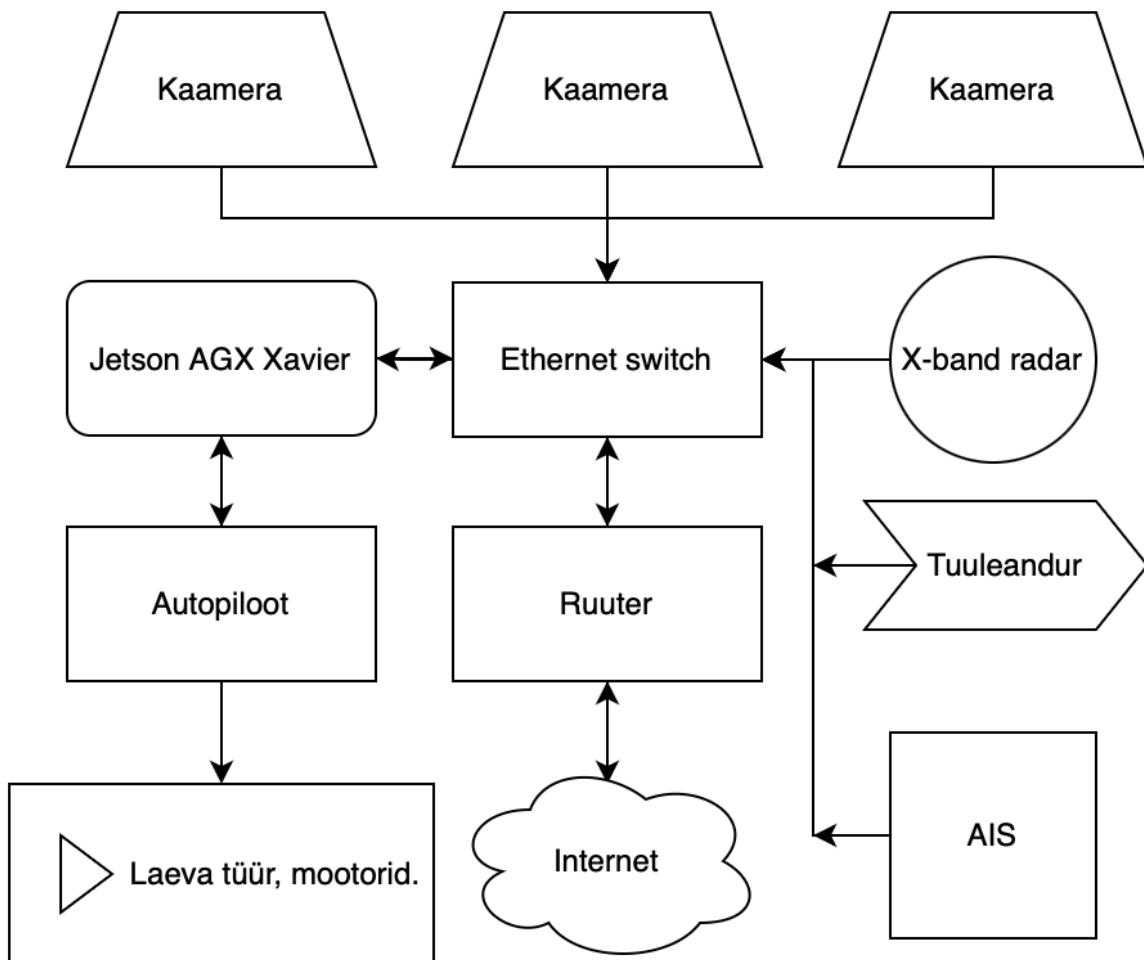 Kaamera
Kaamera
Kaamera
Jetson AGX Xavier
Ethernet switch
X-band radar
Tuuleandur
Autopiloot
Ruuter
AIS
Internet
Laeva tüür, mootorid.